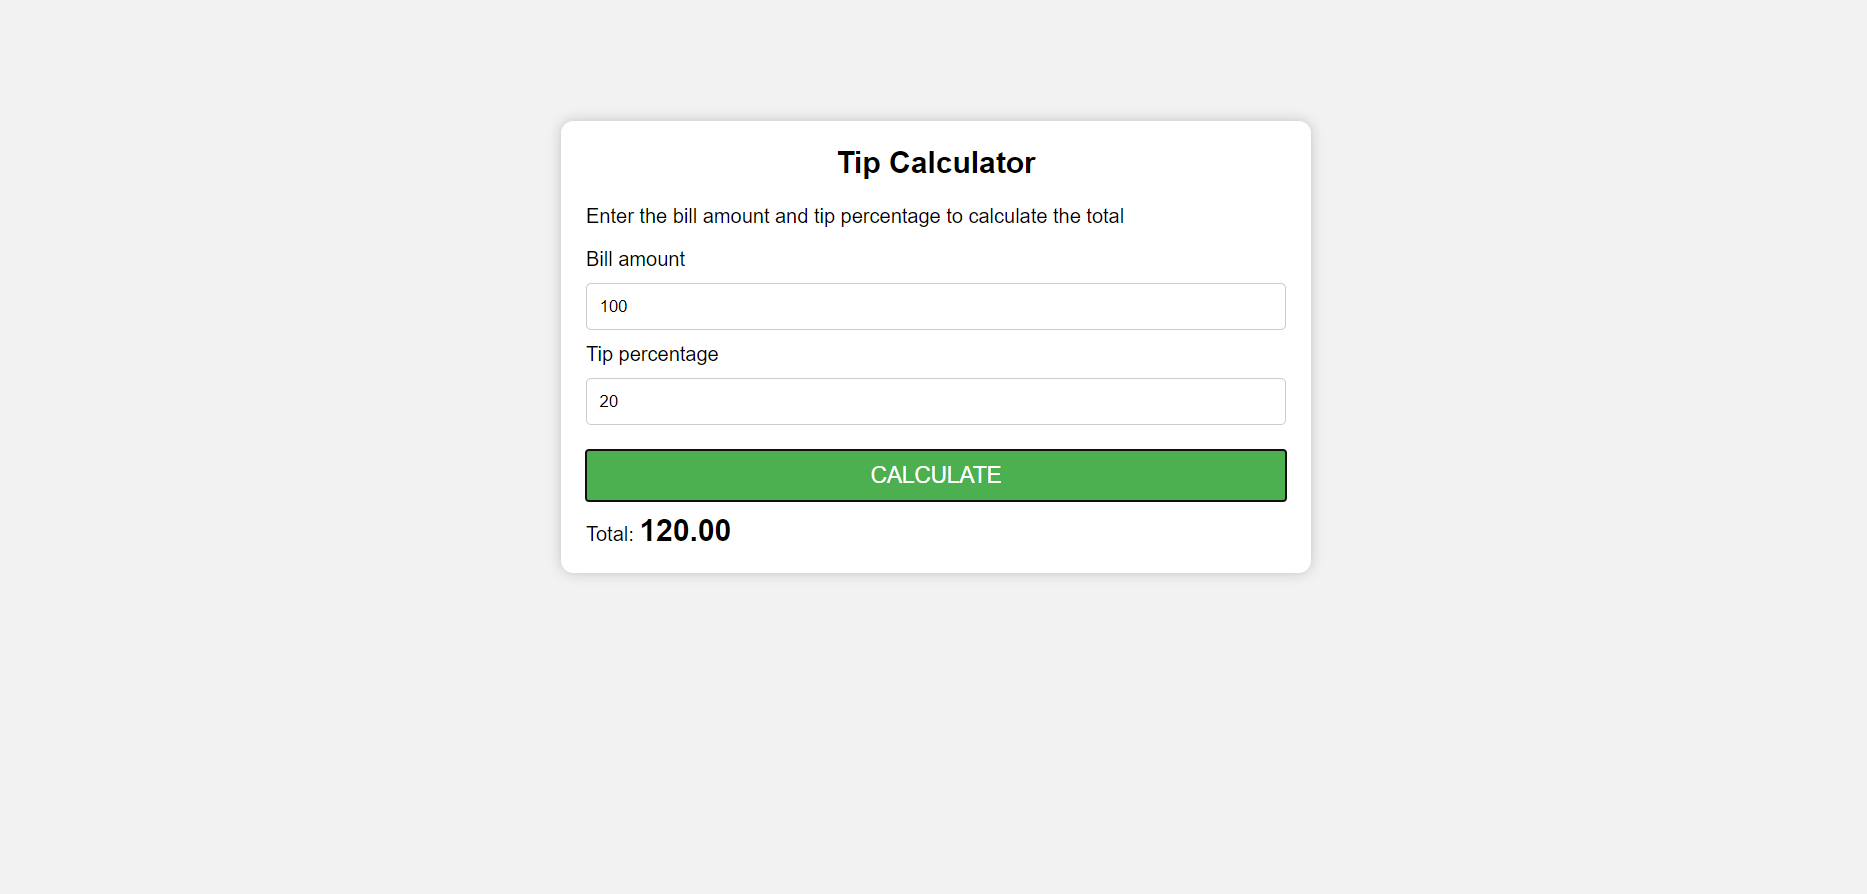 Tip Calculator
Enter the bill amount and tip percentage to calculate the total
Bill amount
100
Tip percentage
20
CALCULATE
Total: 120.00